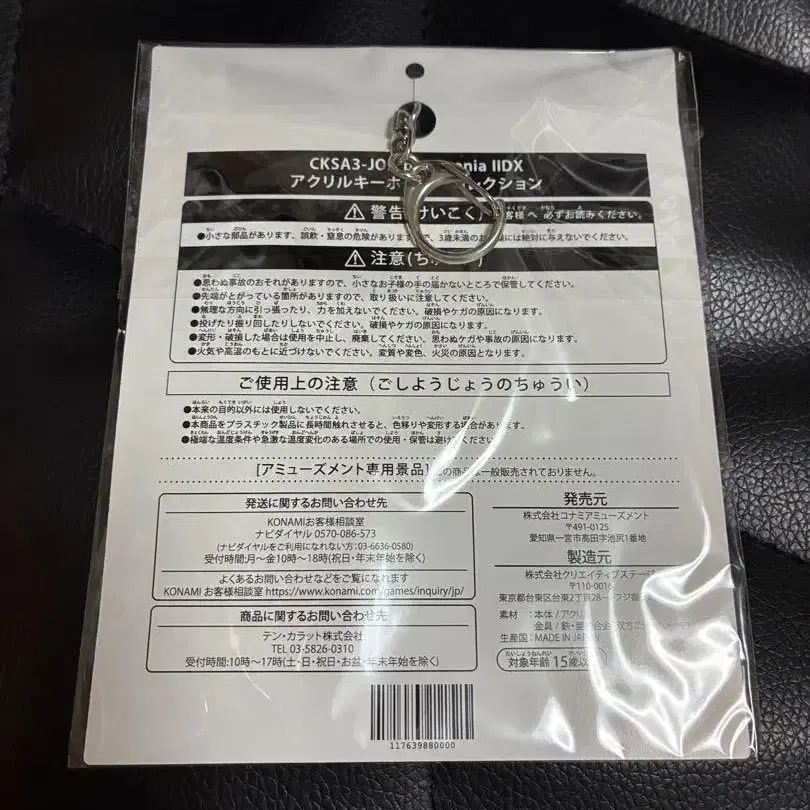 CKSA3-JO nia IIDX
アクリルキーホ レクション
警告(けいこく) 客様へ 必ずお読みください。
●小さな部品があります、誤飲・窒息の危険がありますので、3歳未満のお 様には絶対に与えないでください。
注意(ち
●思わぬ事故のおそれがありますので、小さなお子様の手の届かないところで保管してください。
●先端がとがっている箇所がありますので、取り扱いに注意してください。
●無理な方向に引っ張ったり、力を加えないでください。破損やケガの原因になります。
●投げたり振り回したりしないでください。破損やケガの原因になります。
●変形・破損した場合は使用を中止し、廃棄してください。思わぬケガや事故の原因になります。
●火気や高温のもとに近づけないでください。変質や変色、火災の原因となります。
ご使用上の注意（ごしようじょうのちゅうい）
●本来の目的以外には使用しないでください。
●本商品をプラスチック製品に長時間触れさせると、色移りや変形する場合があります。
●極端な温度条件や急激な温度変化のある場所での使用・保管は避けてください。
[アミューズメント専用景品] この商品は一般販売されておりません。
発送に関するお問い合わせ先
KONAMIお客様相談室
ナビダイヤル 0570-086-573
(ナビダイヤルをご利用になれない方：03-6636-0580)
受付時間：月〜金10時〜18時(祝日・年末年始を除く)
よくあるお問い合わせなどをご覧になれます
KONAMI お客様相談室 https://www.konami.com/games/inquiry/jp/
商品に関するお問い合わせ先
テン・カラット株式会社
TEL 03-5826-0310
受付時間：10時〜17時(土・日・祝日・お盆・年末年始を除く)
発売元
株式会社コナミアミューズメント
〒491-0125
愛知県一宮市高田字池尻1番地
製造元
株式会社クリエイティブステージ
〒110-0016
東京都台東区台東2丁目28 フジ御
素材 ：本体 / アクリル
金具 / 鉄・亜鉛合金
生産国：MADE IN JAPAN
対象年齢 15歳以
117639880000